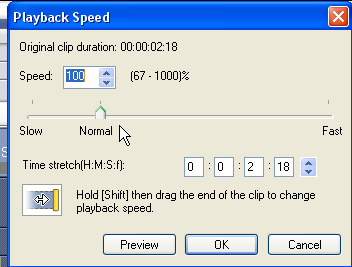 Playback Speed
Original clip duration: 00:00:02:18
Speed: 100 (67 - 1000)%
Slow Normal Fast
Time stretch(H:M:S:f): 0 : 0 : 2 : 18
Hold [Shift] then drag the end of the clip to change
playback speed.
Preview OK Cancel